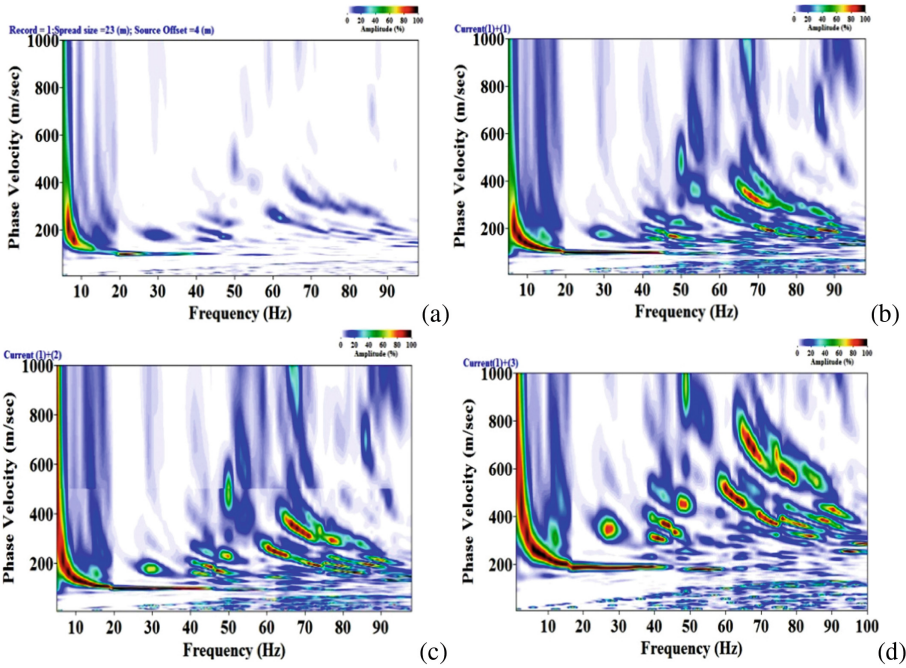 0 20 40 60 80 100
Amplitude (%)
Record = 1;Spread size =23 (m); Source Offset =4 (m)
1000
800
600
400
200
Phase Velocity (m/sec)
10 20 30 40 50 60 70 80 90
Frequency (Hz)
(a)
0 20 40 60 80 100
Amplitude (%)
Current(1)+(1)
1000
800
600
400
200
Phase Velocity (m/sec)
10 20 30 40 50 60 70 80 90
Frequency (Hz)
(b)
0 20 40 60 80 100
Amplitude (%)
Current (1)+(2)
1000
800
600
400
200
Phase Velocity (m/sec)
10 20 30 40 50 60 70 80 90
Frequency (Hz)
(c)
0 20 40 60 80 100
Amplitude (%)
Current(1)+(3)
1000
800
600
400
200
Phase Velocity (m/sec)
10 20 30 40 50 60 70 80 90 100
Frequency (Hz)
(d)